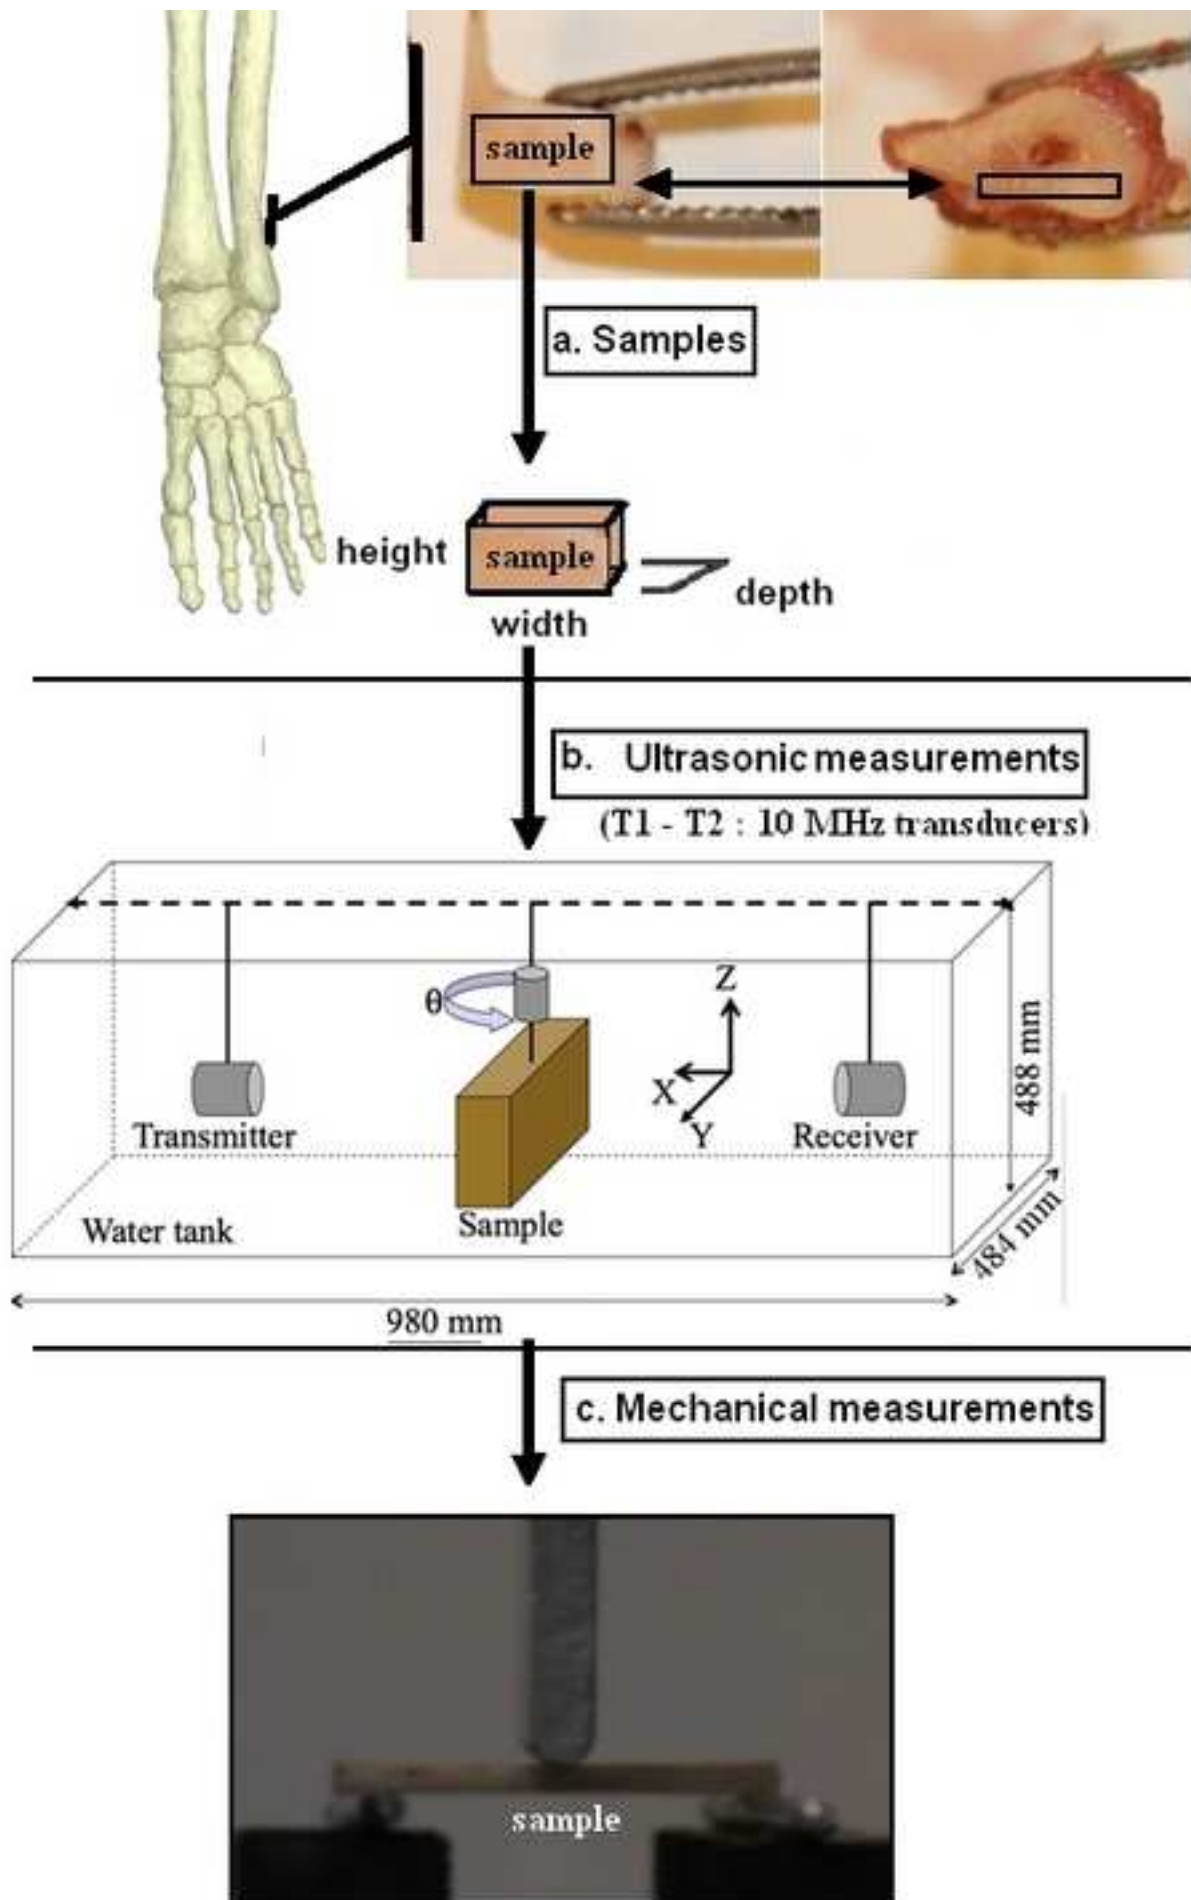 sample
a. Samples
height
sample
depth
width
b. Ultrasonic measurements
(T1 - T2 : 10 MHz transducers)
Z
θ
X
Y
488 mm
Transmitter
Receiver
Water tank
Sample
484 mm
980 mm
c. Mechanical measurements
sample